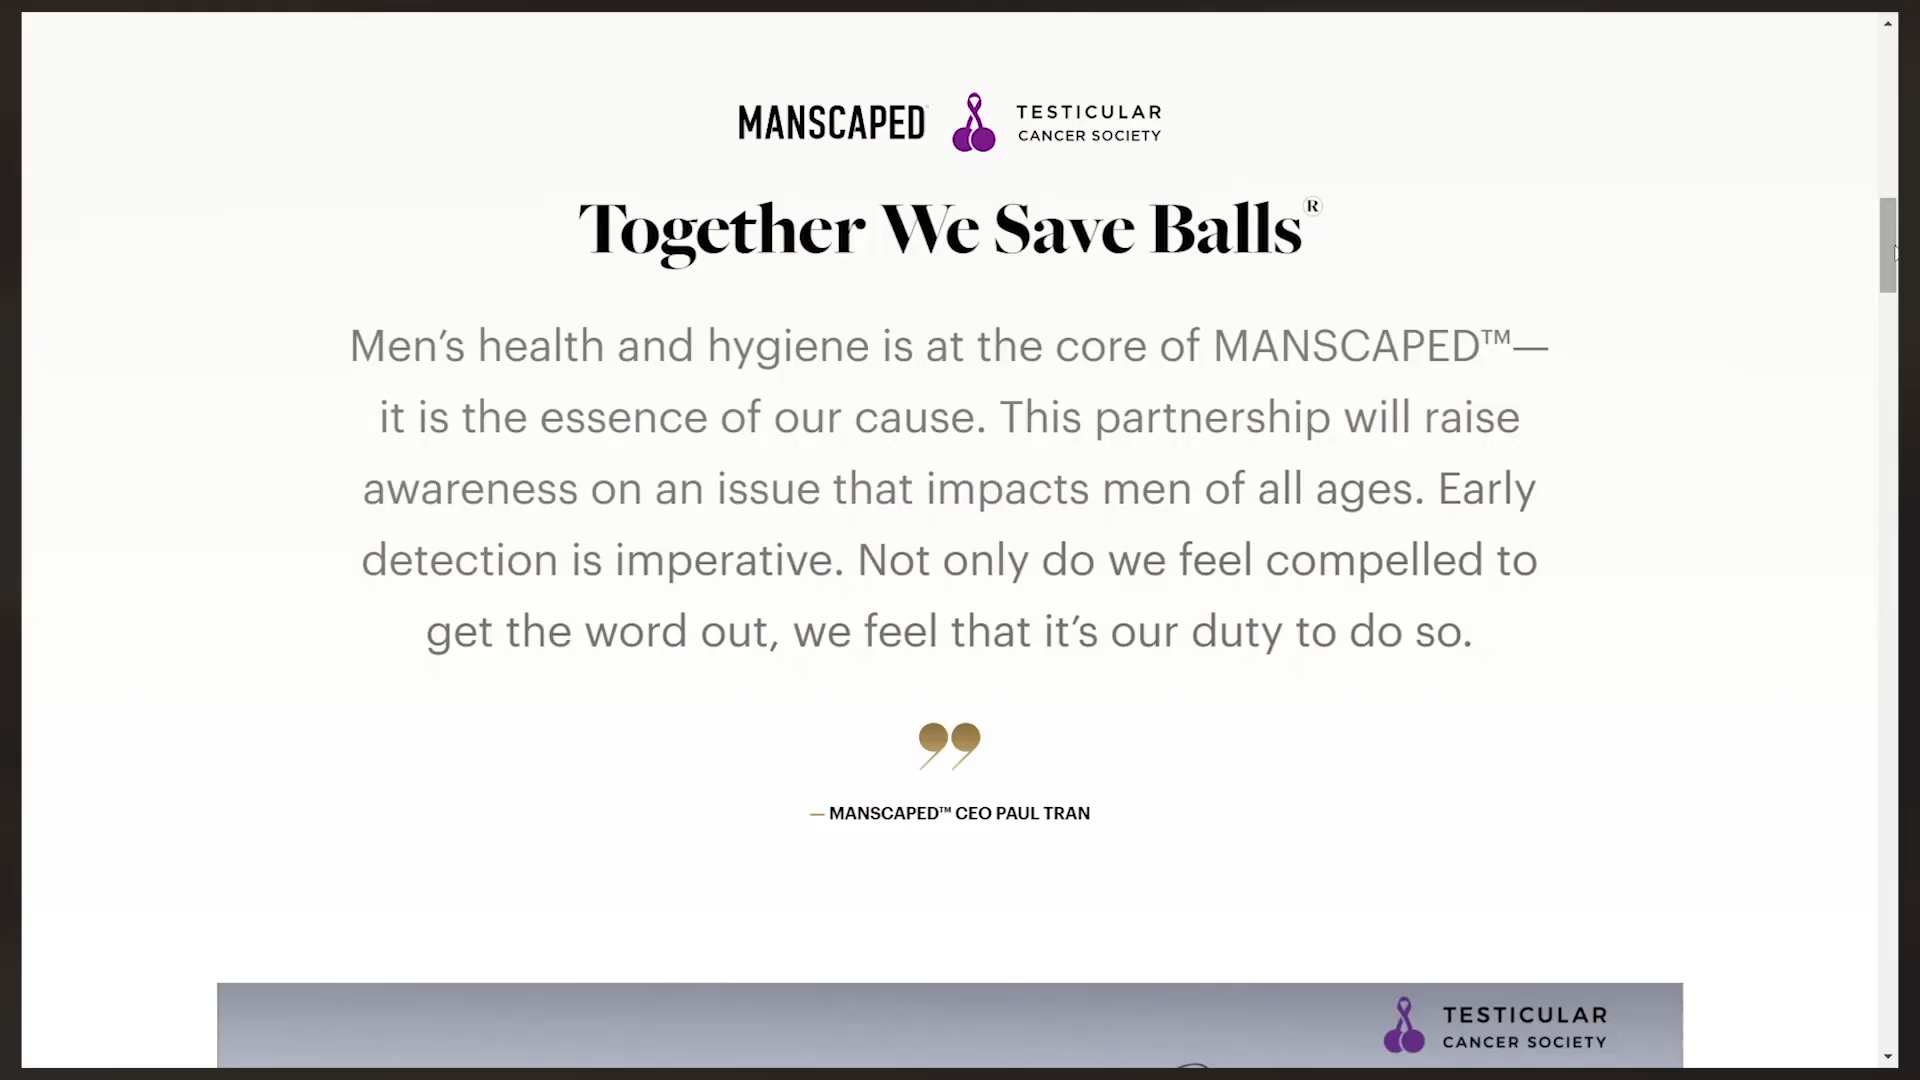 MANSCAPED™
TESTICULAR
CANCER SOCIETY
Together We Save Balls®
Men’s health and hygiene is at the core of MANSCAPED™—
it is the essence of our cause. This partnership will raise
awareness on an issue that impacts men of all ages. Early
detection is imperative. Not only do we feel compelled to
get the word out, we feel that it’s our duty to do so.
”
— MANSCAPED™ CEO PAUL TRAN
TESTICULAR
CANCER SOCIETY